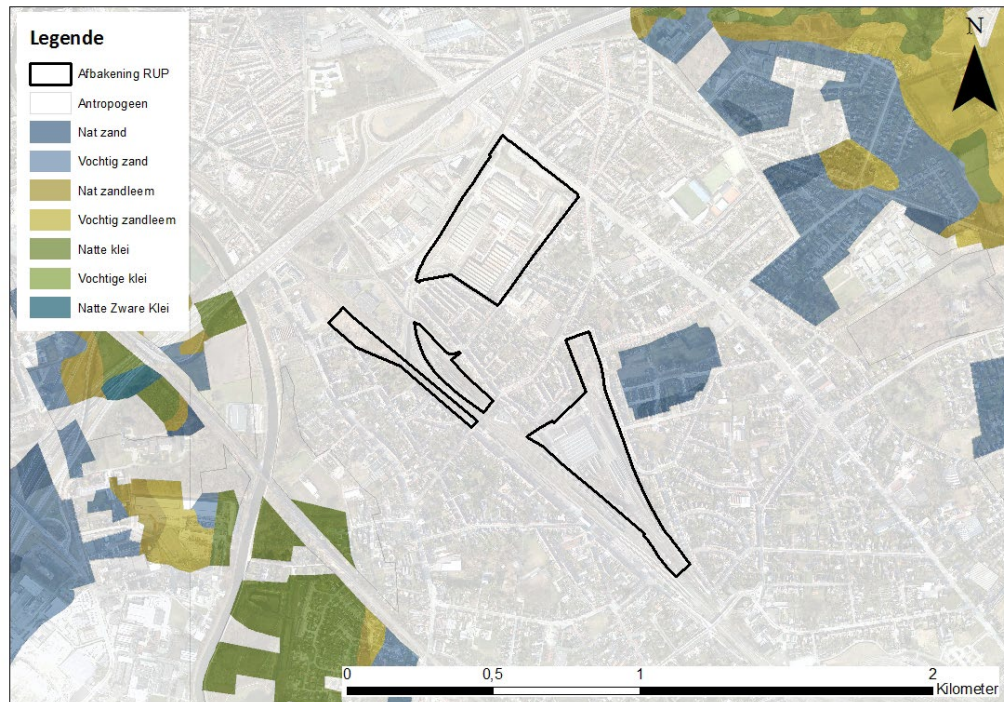 Legende
Afbakening RUP
Antropogeen
Nat zand
Vochtig zand
Nat zandleem
Vochtig zandleem
Natte klei
Vochtige klei
Natte Zware Klei
N
0 0,5 1 2
Kilometer